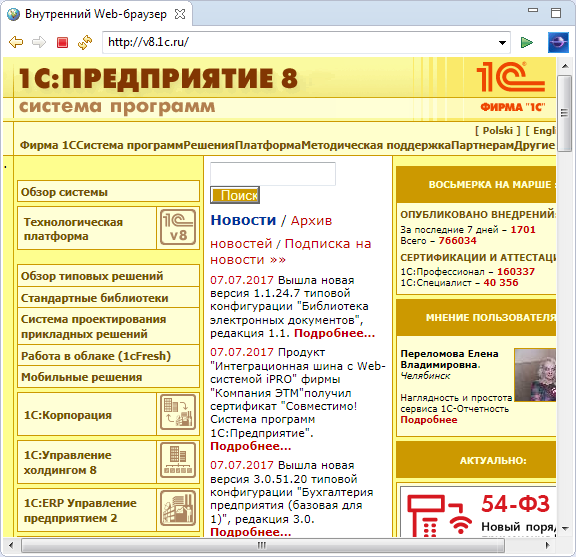 Внутренний Web-браузер
http://v8.1c.ru/
1С:ПРЕДПРИЯТИЕ 8
система программ
1С
ФИРМА "1С"
[ Polski ] [ Engl
Фирма 1ССистема программРешенияПлатформаМетодическая поддержкаПартнерамДругие
Обзор системы
Технологическая
платформа
1С
v8
Обзор типовых решений
Стандартные библиотеки
Система проектирования
прикладных решений
Работа в облаке (1cFresh)
Мобильные решения
1С:Корпорация
1С:Управление
холдингом 8
1С:ERP Управление
предприятием 2
Поиск
Новости / Архив
новостей / Подписка на
новости »»
07.07.2017 Вышла новая
версия 1.1.24.7 типовой
конфигурации "Библиотека
электронных документов",
редакция 1.1. Подробнее...
07.07.2017 Продукт
"Интеграционная шина с Web-
системой iPRO" фирмы
"Компания ЭТМ"получил
сертификат "Совместимо!
Система программ
1С:Предприятие".
Подробнее...
07.07.2017 Вышла новая
версия 3.0.51.20 типовой
конфигурации "Бухгалтерия
предприятия (базовая для
1)", редакция 3.0.
Подробнее...
ВОСЬМЕРКА НА МАРШЕ :
ОПУБЛИКОВАНО ВНЕДРЕНИЙ:
За последние 7 дней – 1701
Всего – 766034
СЕРТИФИКАЦИИ И АТТЕСТАЦ
1С:Профессионал – 160337
1С:Специалист – 40 356
МНЕНИЕ ПОЛЬЗОВАТЕЛЯ
Переломова Елена
Владимировна.
Челябинск
Наглядность и простота
сервиса 1С-Отчетность
Подробнее
АКТУАЛЬНО:
54-ФЗ
Новый поряд